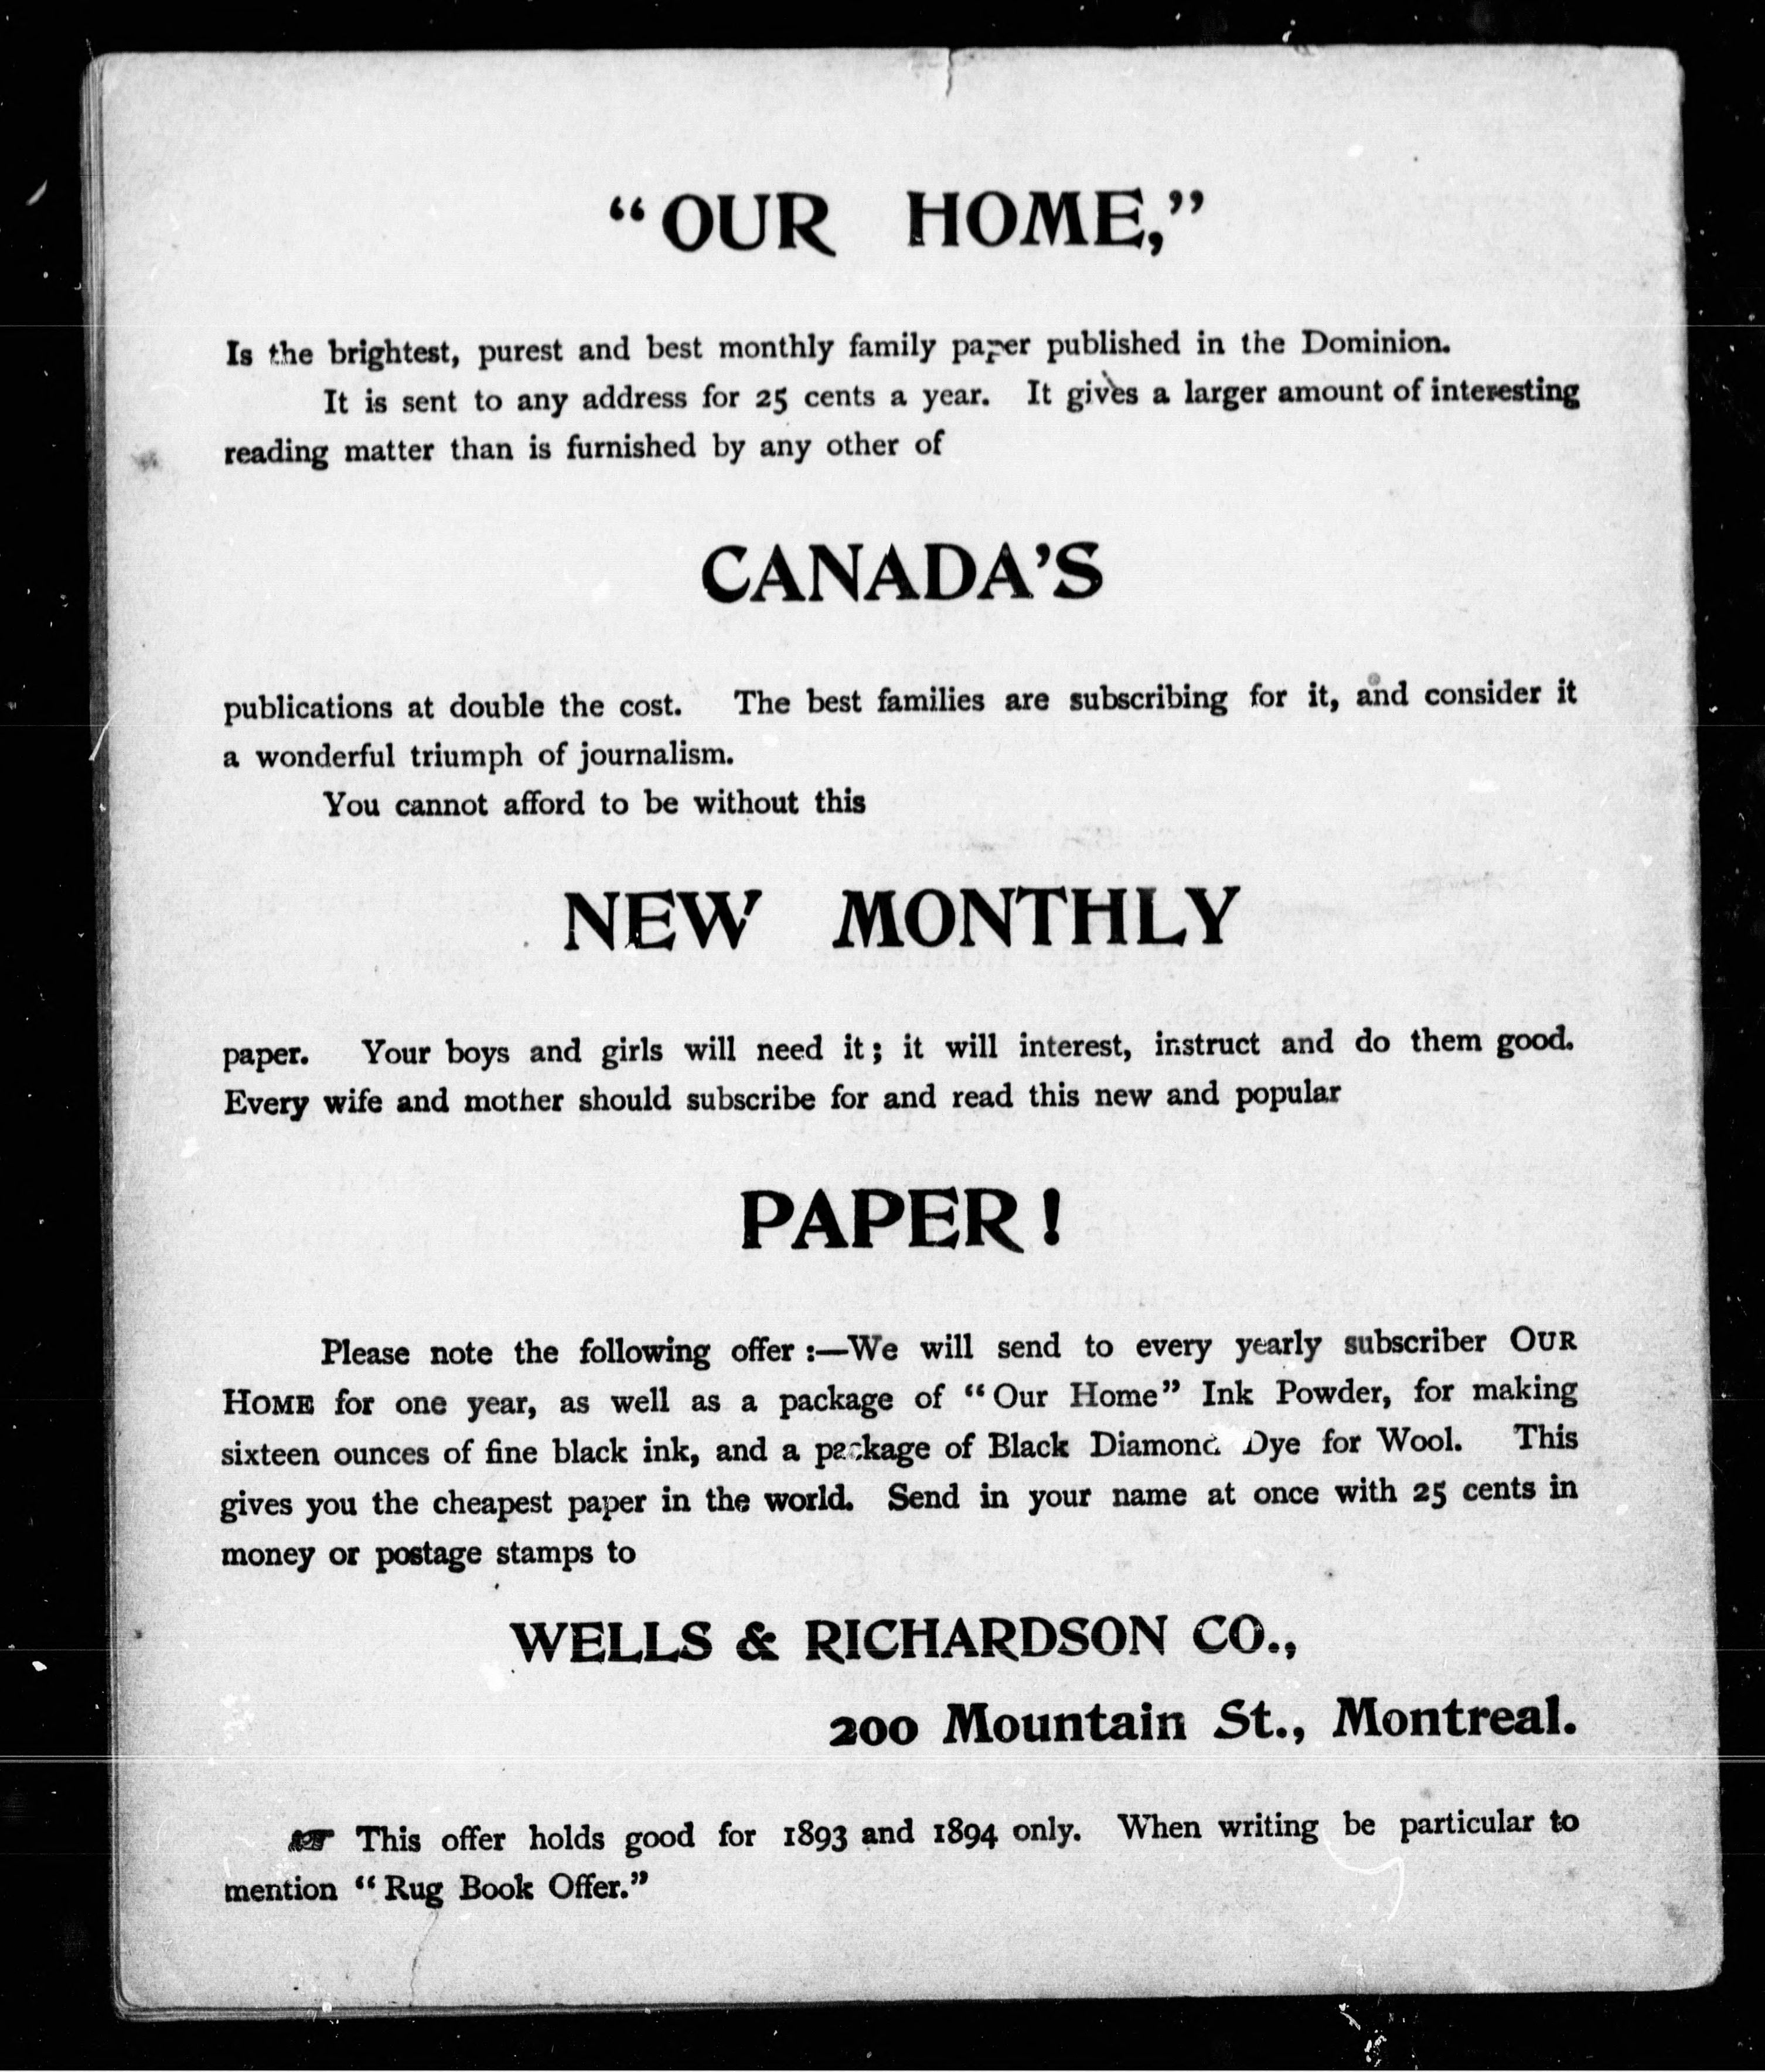 “OUR HOME,”
Is the brightest, purest and best monthly family paper published in the Dominion.
It is sent to any address for 25 cents a year. It gives a larger amount of interesting
reading matter than is furnished by any other of
CANADA’S
publications at double the cost. The best families are subscribing for it, and consider it
a wonderful triumph of journalism.
You cannot afford to be without this
NEW MONTHLY
paper. Your boys and girls will need it; it will interest, instruct and do them good.
Every wife and mother should subscribe for and read this new and popular
PAPER!
Please note the following offer:—We will send to every yearly subscriber OUR
HOME for one year, as well as a package of “Our Home” Ink Powder, for making
sixteen ounces of fine black ink, and a package of Black Diamond Dye for Wool. This
gives you the cheapest paper in the world. Send in your name at once with 25 cents in
money or postage stamps to
WELLS & RICHARDSON CO.,
200 Mountain St., Montreal.
☞ This offer holds good for 1893 and 1894 only. When writing be particular to
mention “Rug Book Offer.”